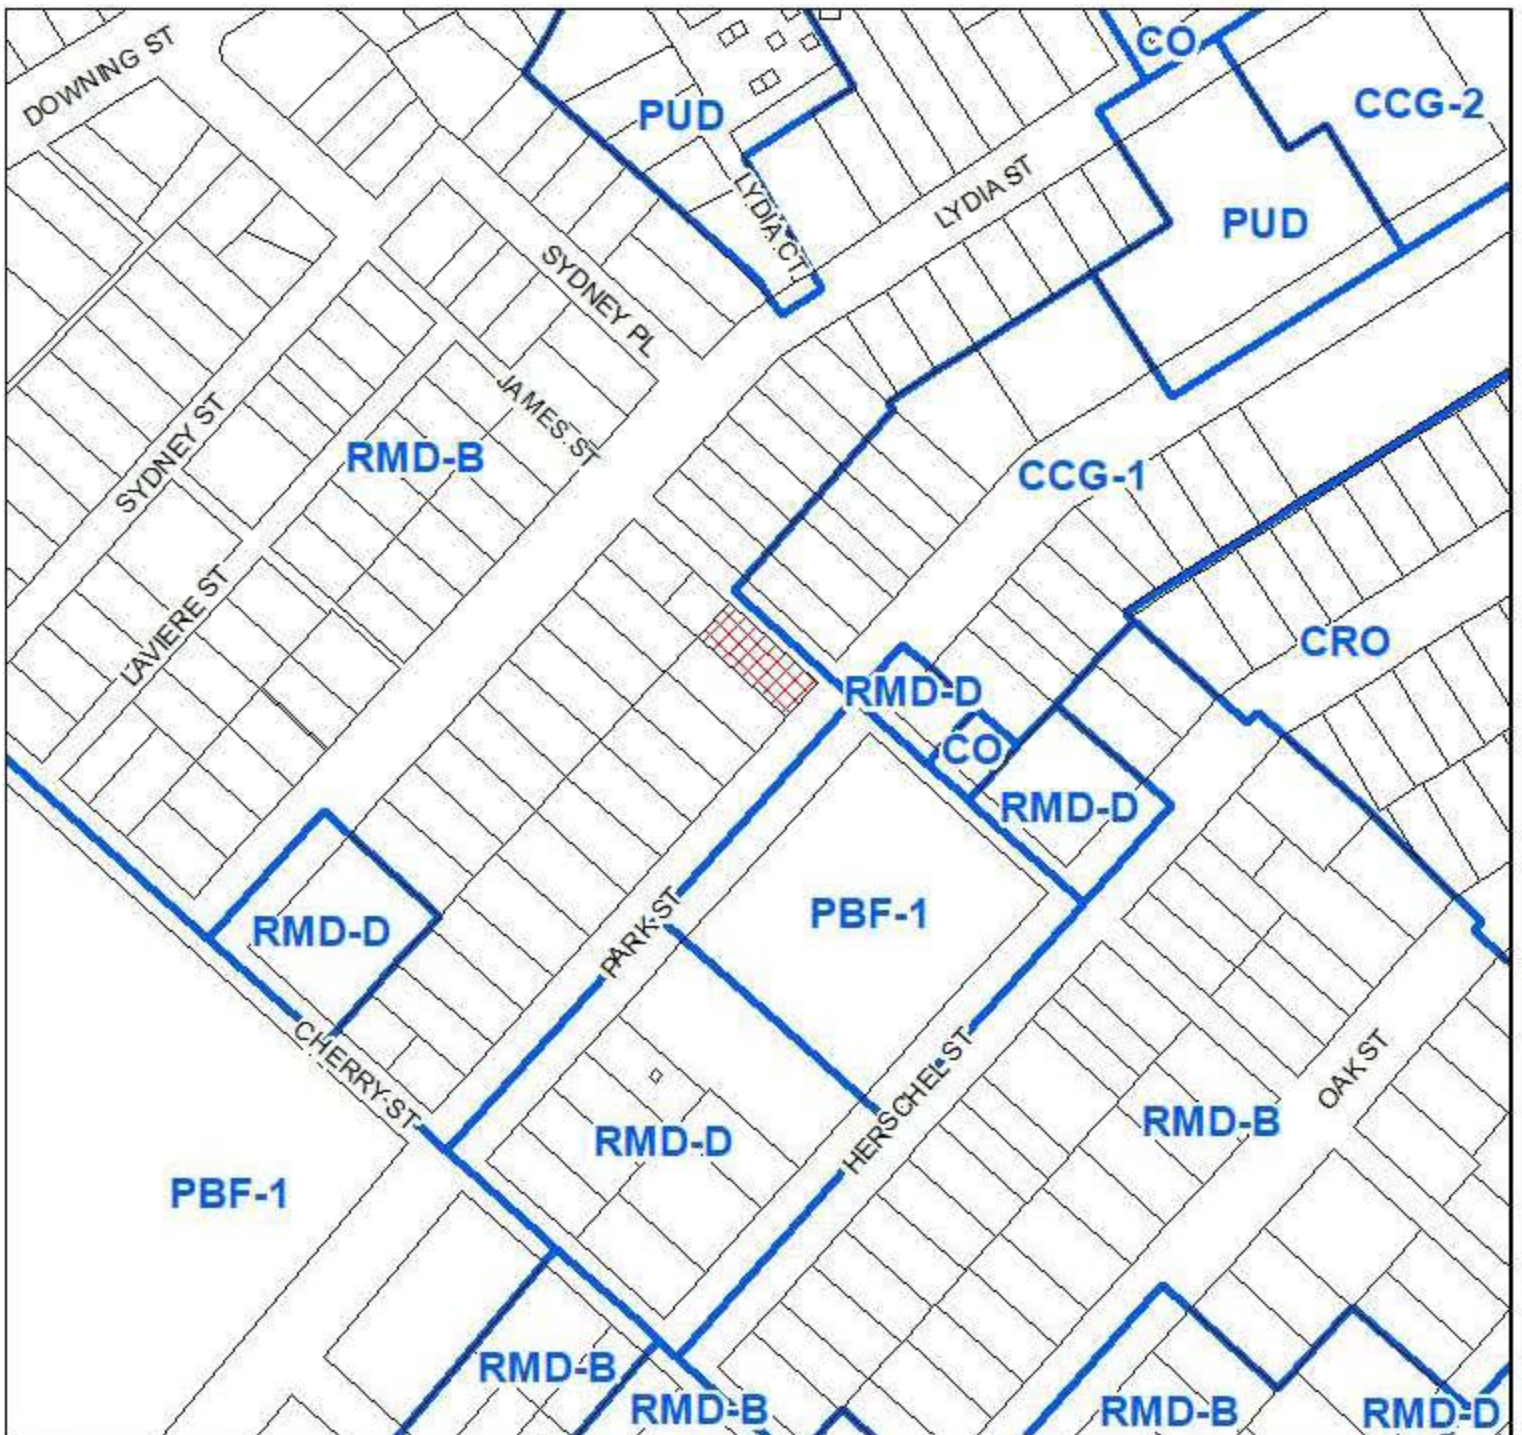 DOWNING ST
CO
CCG-2
PUD
LYDIA CT
LYDIA ST
PUD
SYDNEY PL
JAMES ST
SYDNEY ST
RMD-B
CCG-1
LAVIERE ST
CRO
RMD-D
CO
RMD-D
PBF-1
PARK ST
RMD-D
CHERRY ST
HERSCHEL ST
OAK ST
RMD-B
RMD-D
PBF-1
RMD-B
RMD-B
RMD-B
RMD-D